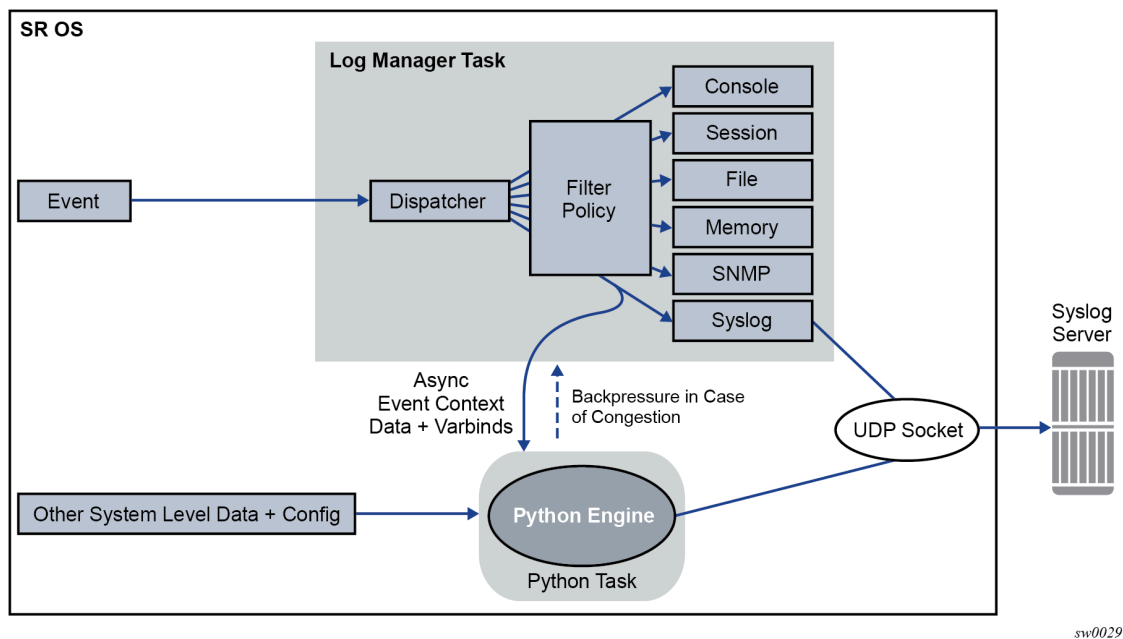 SR OS
Log Manager Task
Console
Session
File
Memory
SNMP
Syslog
Event
Dispatcher
Filter
Policy
Async
Event Context
Data + Varbinds
Backpressure in Case
of Congestion
Syslog
Server
UDP Socket
Other System Level Data + Config
Python Engine
Python Task
sw0029